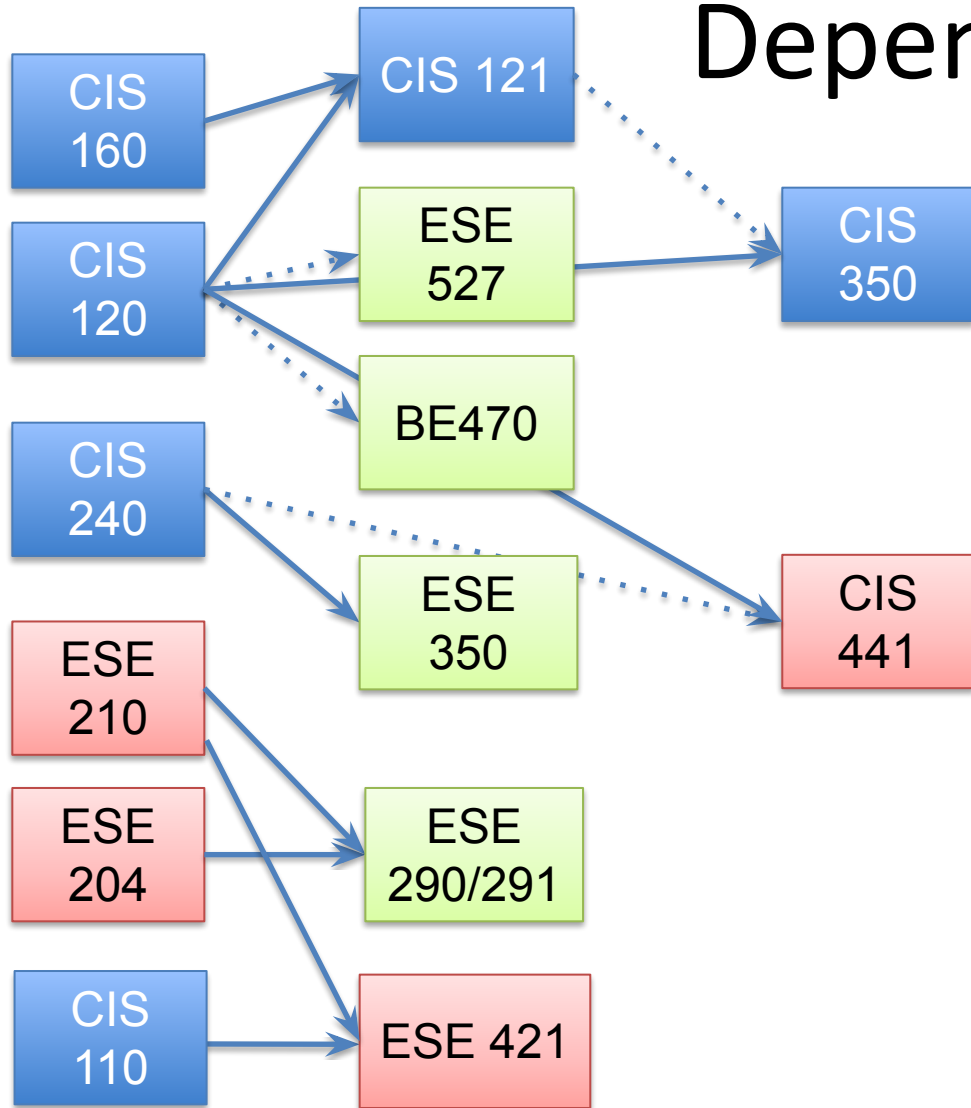 Deper
CIS
160
CIS 121
CIS
120
ESE
527
CIS
350
BE470
CIS
240
ESE
350
CIS
441
ESE
210
ESE
204
ESE
290/291
CIS
110
ESE 421